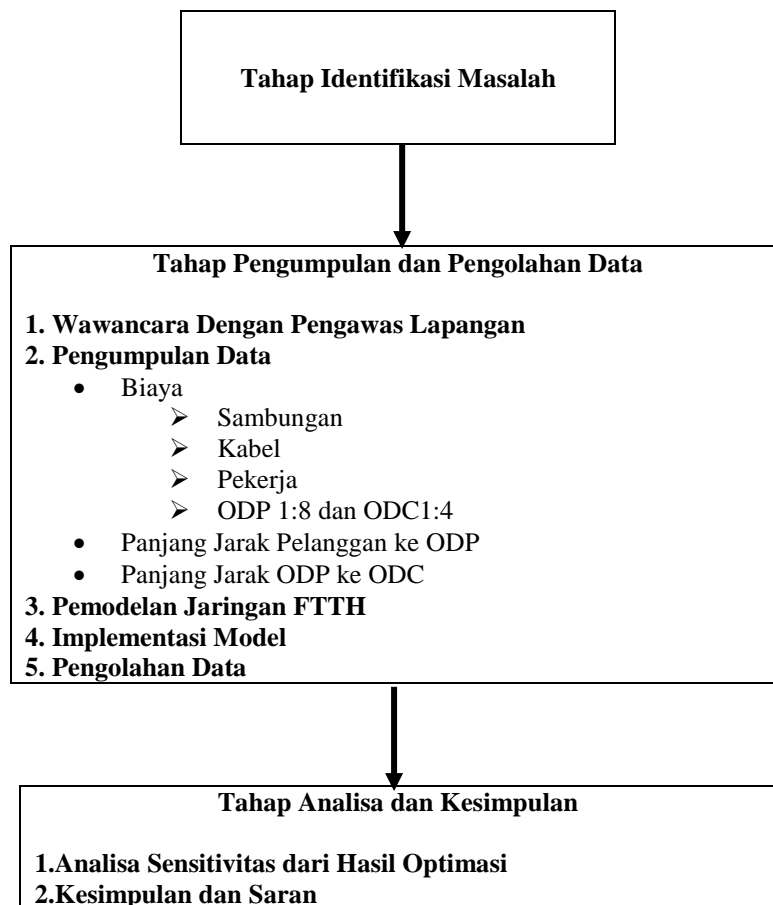 Tahap Identifikasi Masalah
Tahap Pengumpulan dan Pengolahan Data
1. Wawancara Dengan Pengawas Lapangan
2. Pengumpulan Data
• Biaya
➢ Sambungan
➢ Kabel
➢ Pekerja
➢ ODP 1:8 dan ODC1:4
• Panjang Jarak Pelanggan ke ODP
• Panjang Jarak ODP ke ODC
3. Pemodelan Jaringan FTTH
4. Implementasi Model
5. Pengolahan Data
Tahap Analisa dan Kesimpulan
1.Analisa Sensitivitas dari Hasil Optimasi
2.Kesimpulan dan Saran